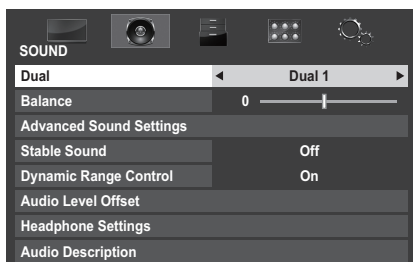 SOUND
Dual ◀ Dual 1 ▶
Balance 0
Advanced Sound Settings
Stable Sound Off
Dynamic Range Control On
Audio Level Offset
Headphone Settings
Audio Description